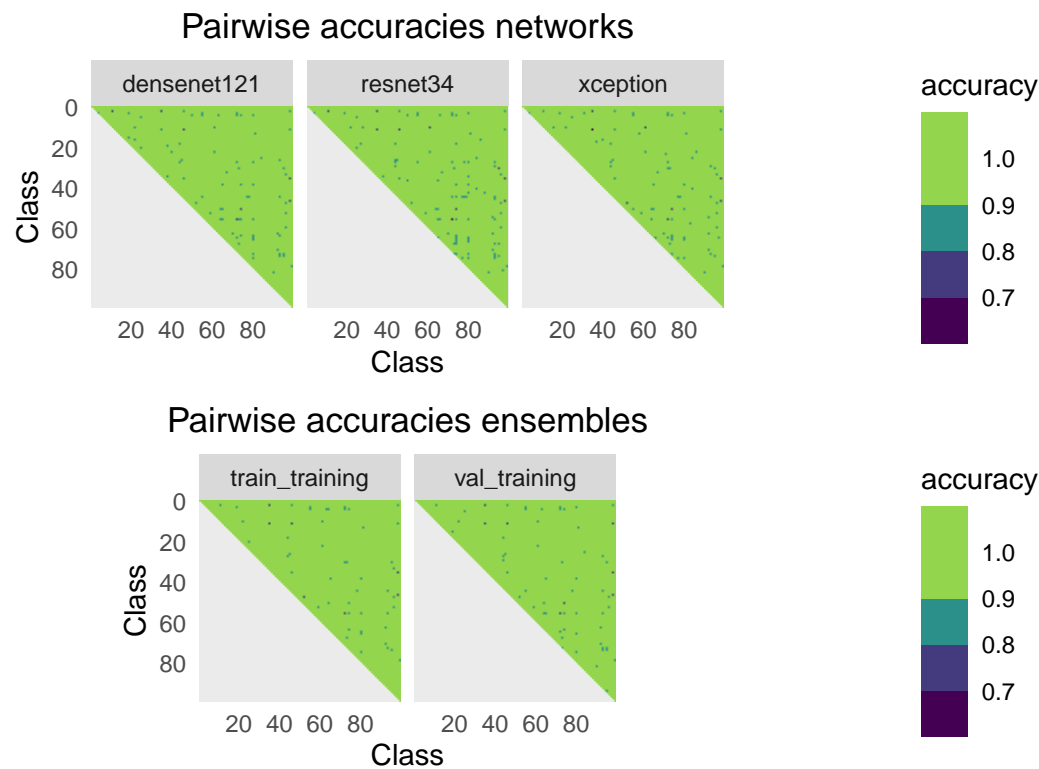 Pairwise accuracies networks
densenet121 resnet34 xception
accuracy
0
20
40
60
80
Class
20 40 60 80 20 40 60 80 20 40 60 80
Class
1.0
0.9
0.8
0.7
Pairwise accuracies ensembles
train_training val_training
accuracy
0
20
40
60
80
Class
20 40 60 80 20 40 60 80
Class
1.0
0.9
0.8
0.7